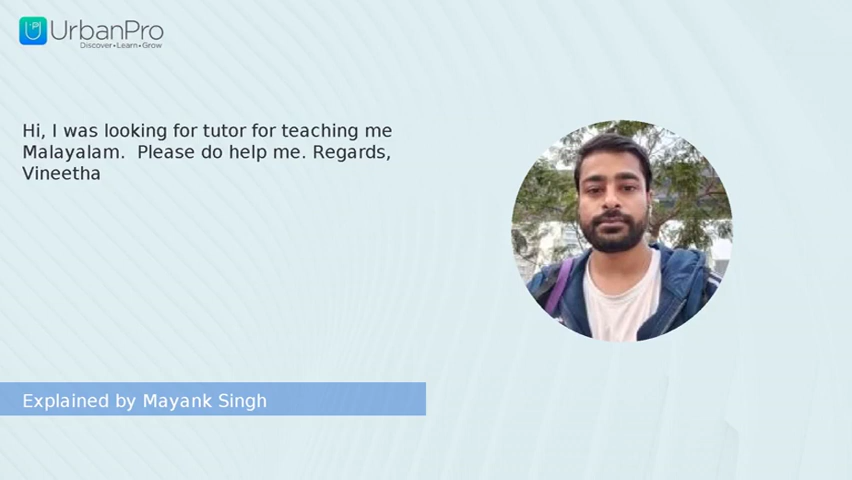 UrbanPro
Discover•Learn•Grow
Hi, I was looking for tutor for teaching me
Malayalam.  Please do help me. Regards,
Vineetha
Explained by Mayank Singh